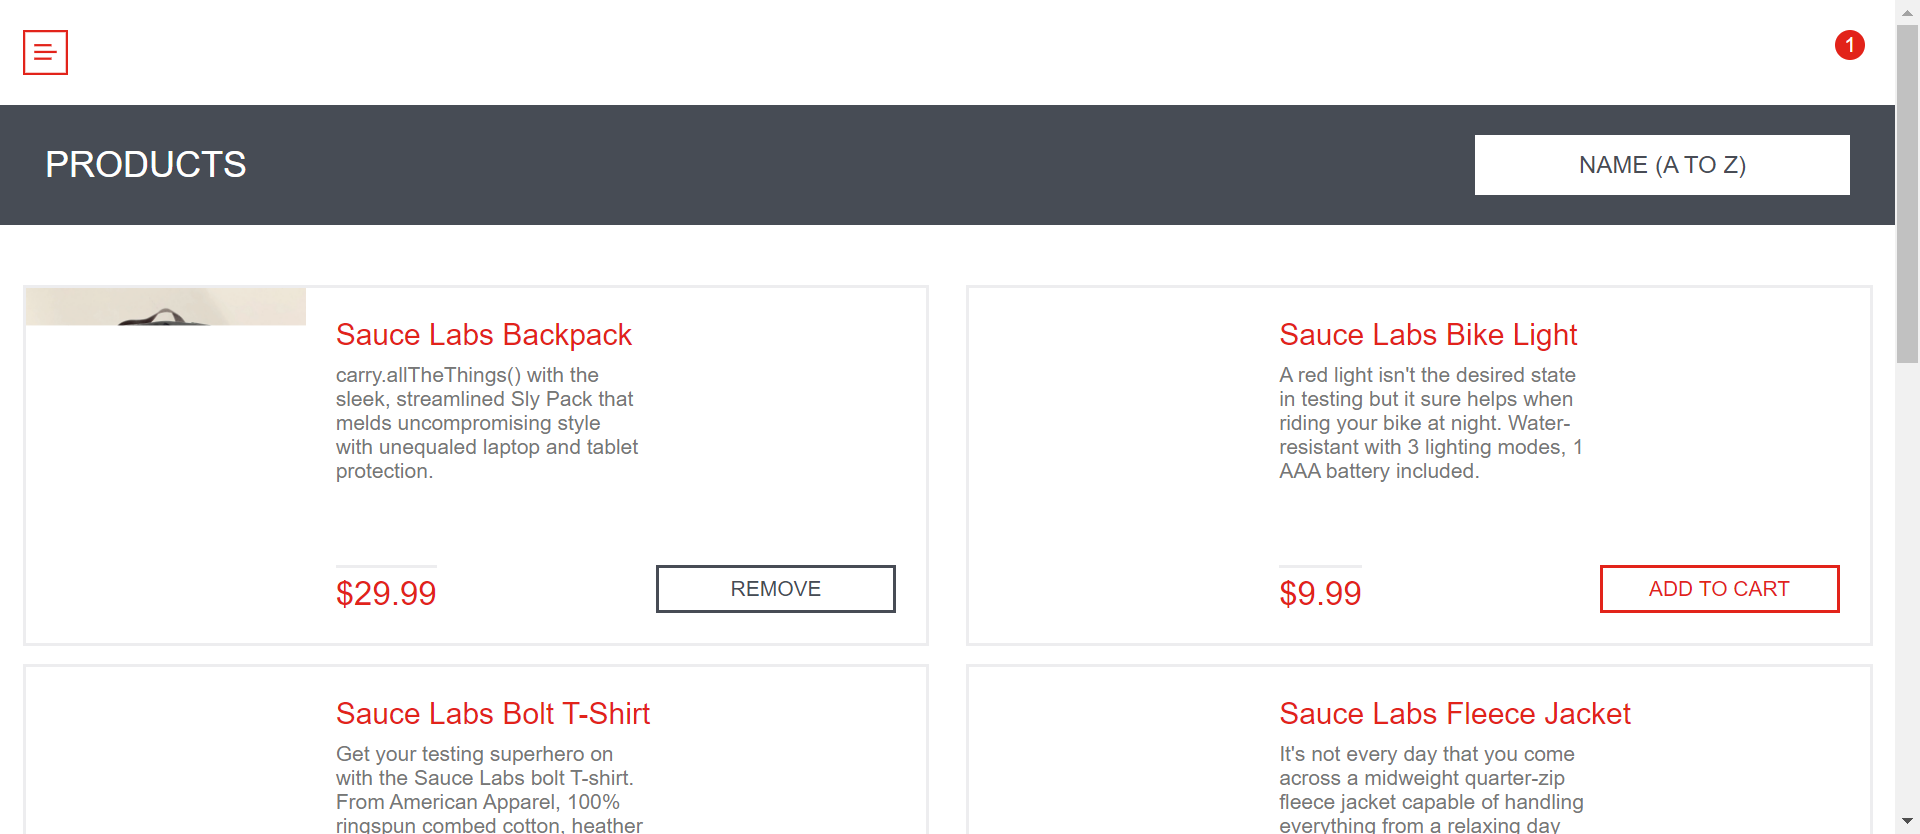 1
PRODUCTS
NAME (A TO Z)
Sauce Labs Backpack
carry.allTheThings() with the
sleek, streamlined Sly Pack that
melds uncompromising style
with unequaled laptop and tablet
protection.
$29.99
REMOVE
Sauce Labs Bike Light
A red light isn't the desired state
in testing but it sure helps when
riding your bike at night. Water-
resistant with 3 lighting modes, 1
AAA battery included.
$9.99
ADD TO CART
Sauce Labs Bolt T-Shirt
Get your testing superhero on
with the Sauce Labs bolt T-shirt.
From American Apparel, 100%
ringspun combed cotton, heather
Sauce Labs Fleece Jacket
It's not every day that you come
across a midweight quarter-zip
fleece jacket capable of handling
everything from a relaxing day